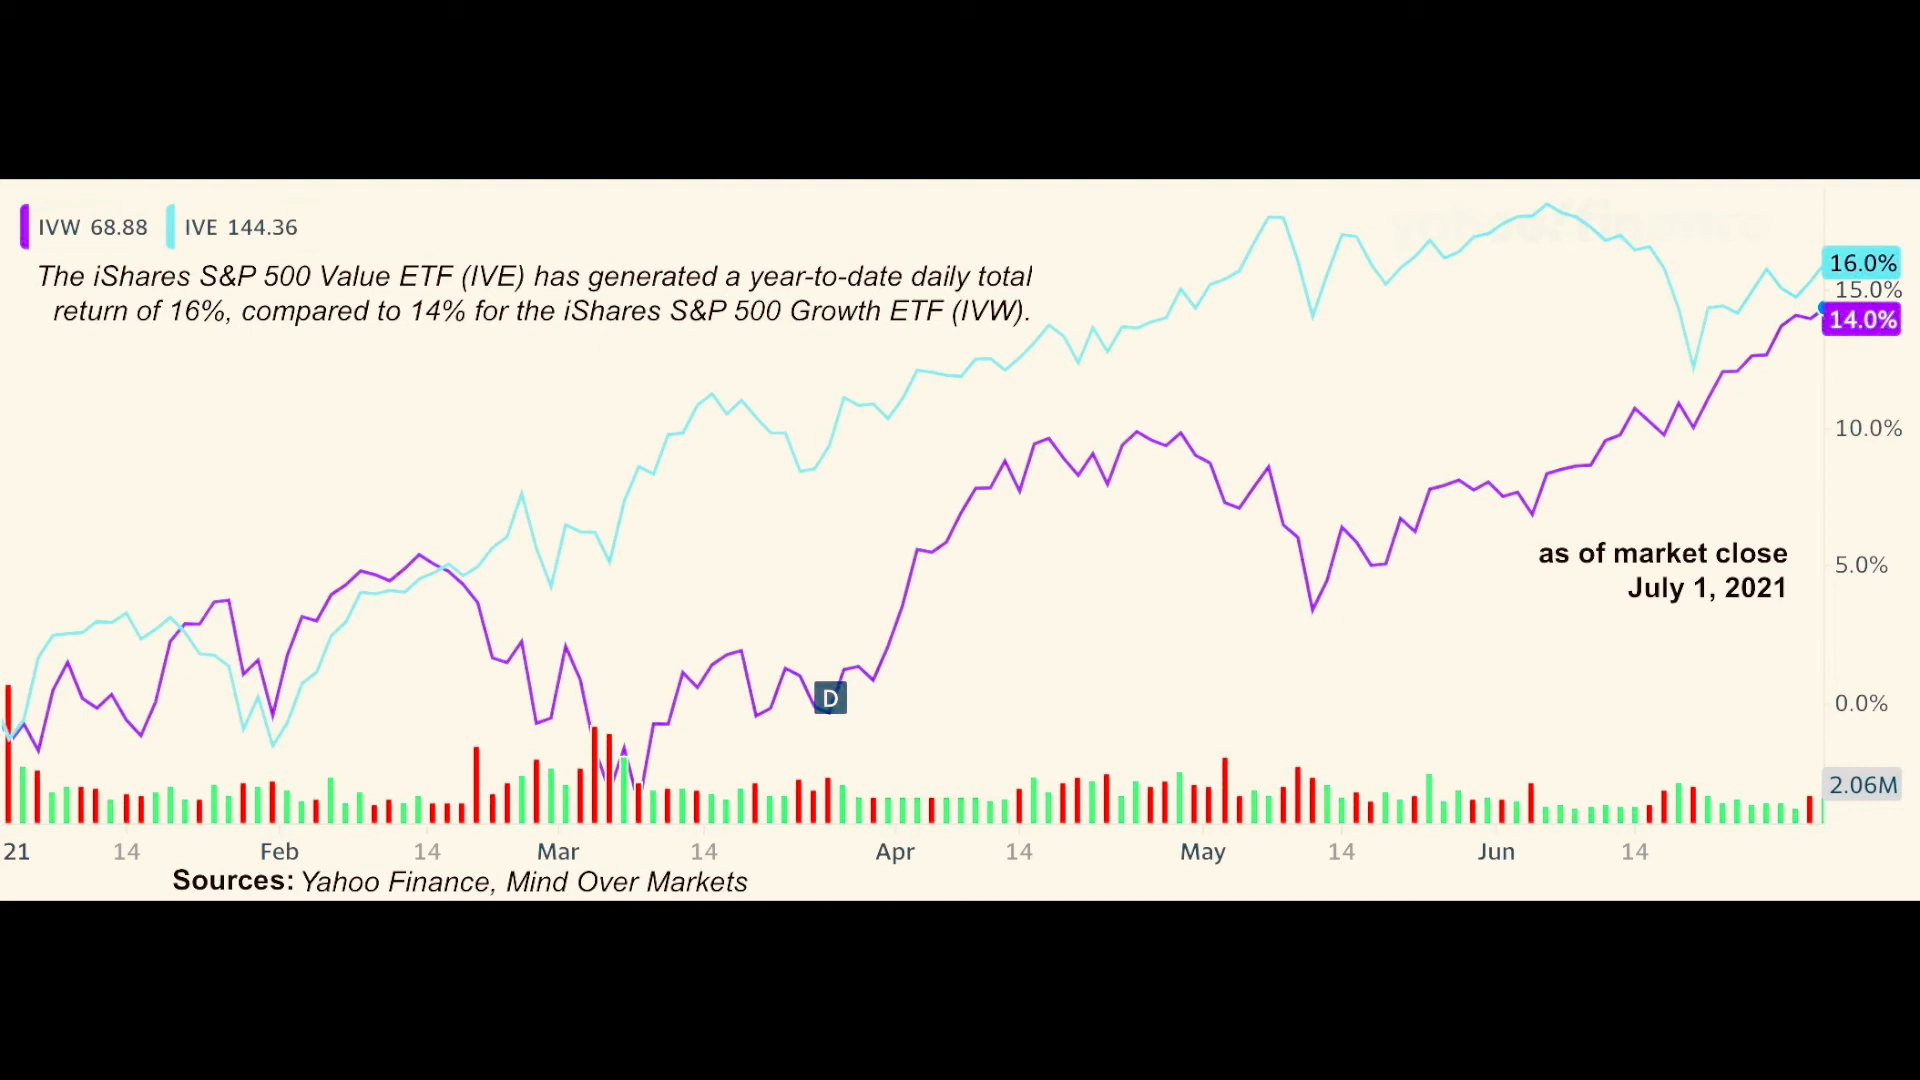 IVW 68.88 IVE 144.36
The iShares S&P 500 Value ETF (IVE) has generated a year-to-date daily total
return of 16%, compared to 14% for the iShares S&P 500 Growth ETF (IVW).
16.0%
15.0%
14.0%
10.0%
as of market close
July 1, 2021
5.0%
D
0.0%
2.06M
21 14 Feb 14 Mar 14 Apr 14 May 14 Jun 14
Sources: Yahoo Finance, Mind Over Markets